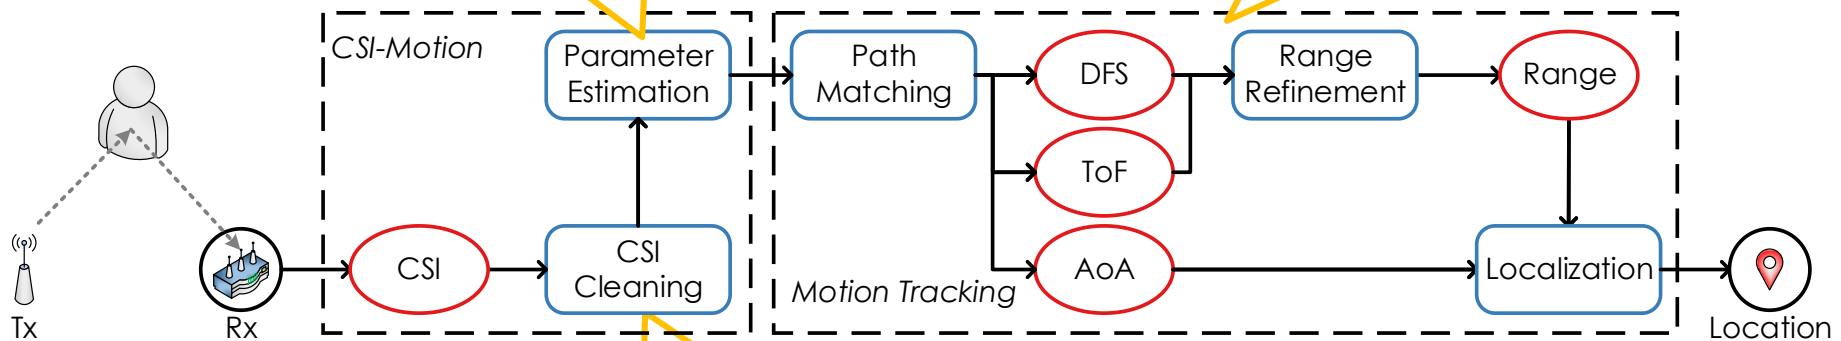 CSI-Motion
Parameter
Estimation
Path
Matching
DFS
Range
Refinement
Range
ToF
CSI
CSI
Cleaning
Motion Tracking
AoA
Localization
Tx
Rx
Location